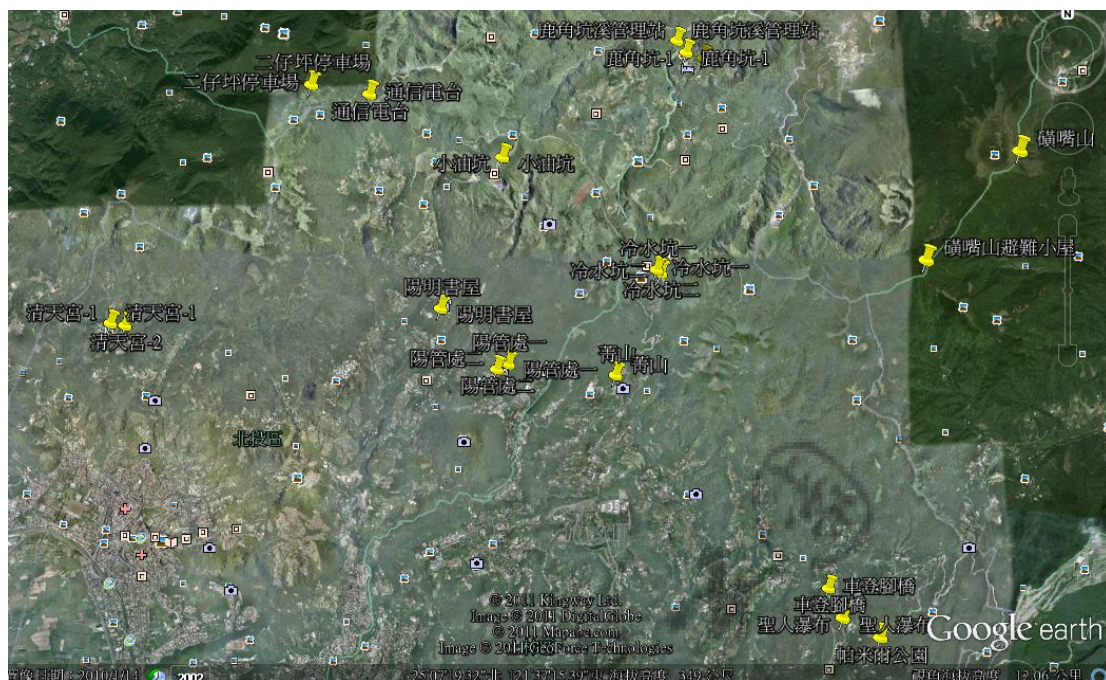 鹿角坑溪管理站 鹿角坑溪管理站
鹿角坑-1 鹿角坑-1
N
二仔坪停車場
二仔坪停車場
通信電台
通信電台
小油坑 小油坑
磺嘴山
磺嘴山避難小屋
冷水坑一
冷水坑二 冷水坑一
冷水坑二
陽明書屋
陽明書屋
清天宮-1 清天宮-1
清天宮-2
陽管處一
陽管處二 陽管處一
陽管處二
菁山
菁山
北投區
車登腳橋
車登腳橋
聖人瀑布 聖人瀑布
帕米爾公園
© 2011 Kingway Ltd.
Image © 2011 DigitalGlobe
© 2011 Mapabc.com
Image © 2011 GeoForce Technologies
Google earth
2002